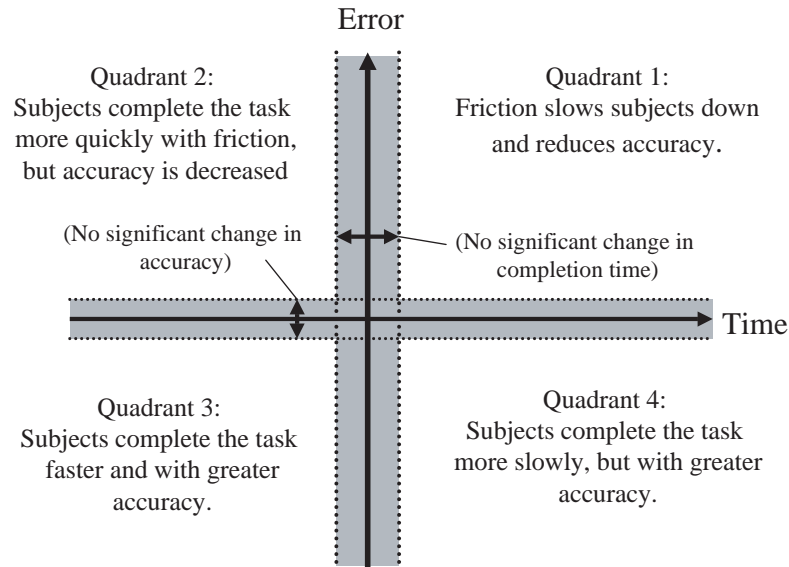 Error
Quadrant 2:
Subjects complete the task
more quickly with friction,
but accuracy is decreased
Quadrant 1:
Friction slows subjects down
and reduces accuracy.
(No significant change in
accuracy)
(No significant change in
completion time)
Time
Quadrant 3:
Subjects complete the task
faster and with greater
accuracy.
Quadrant 4:
Subjects complete the task
more slowly, but with greater
accuracy.